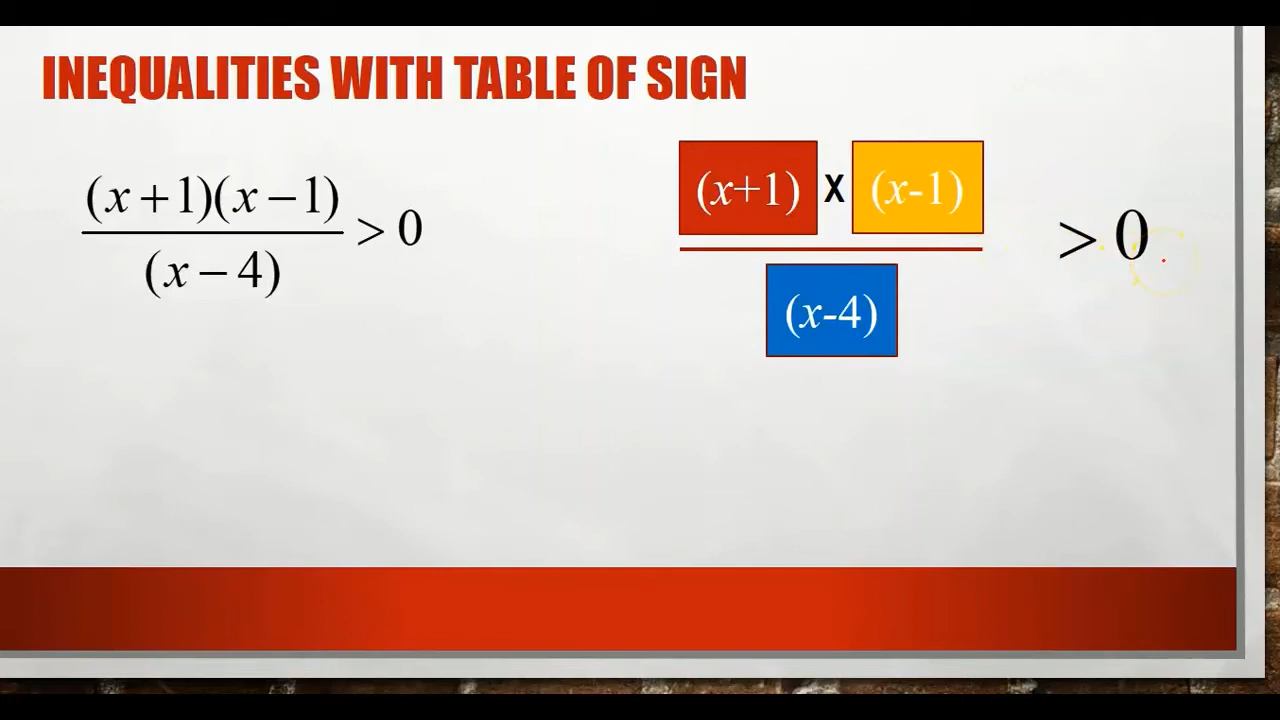 INEQUALITIES WITH TABLE OF SIGN
(x+1)(x−1)
(x−4)
>0
(x+1) X (x-1)
(x-4)
>0